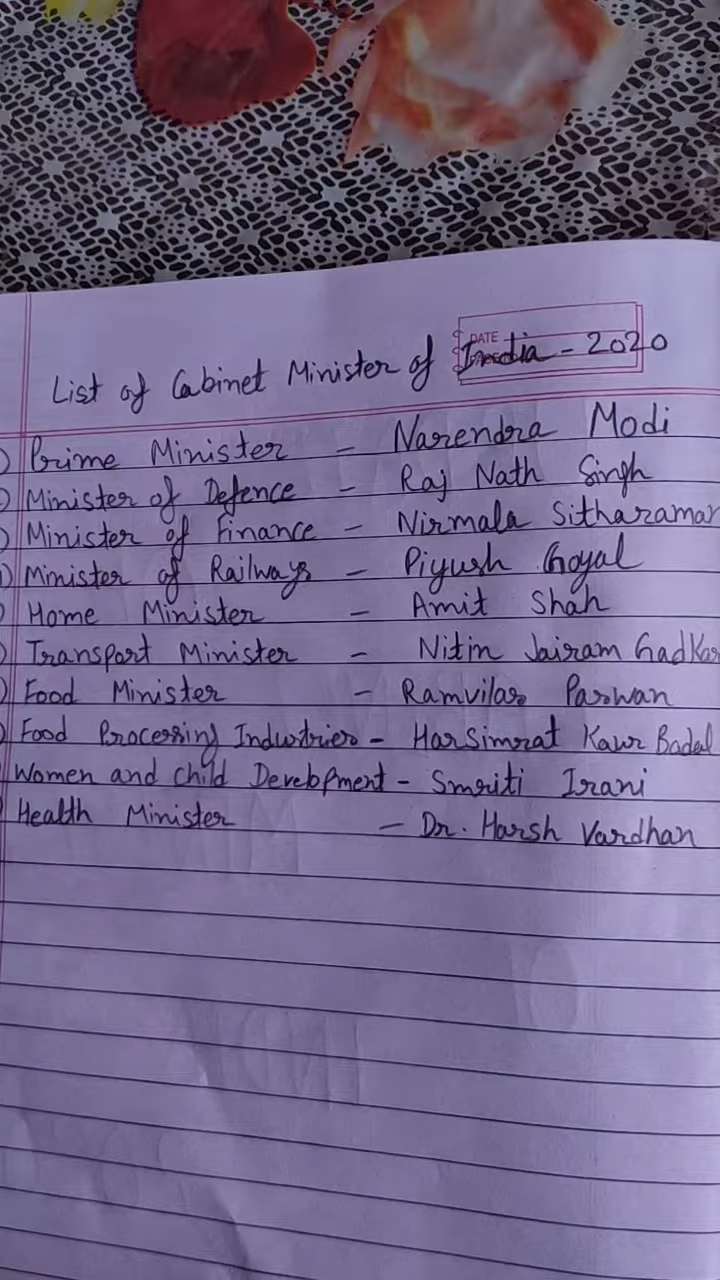 DATE
List of Cabinet Minister of India - 2020
Prime Minister - Narendra Modi
Minister of Defence - Raj Nath Singh
Minister of Finance - Nirmala Sitharaman
Minister of Railways - Piyush Goyal
Home Minister - Amit Shah
Transport Minister - Nitin Jairam Gadkar
Food Minister - Ramvilas Paswan
Food Processing Industries - Harsimrat Kaur Badal
Women and Child Development - Smriti Irani
Health Minister - Dr. Harsh Vardhan